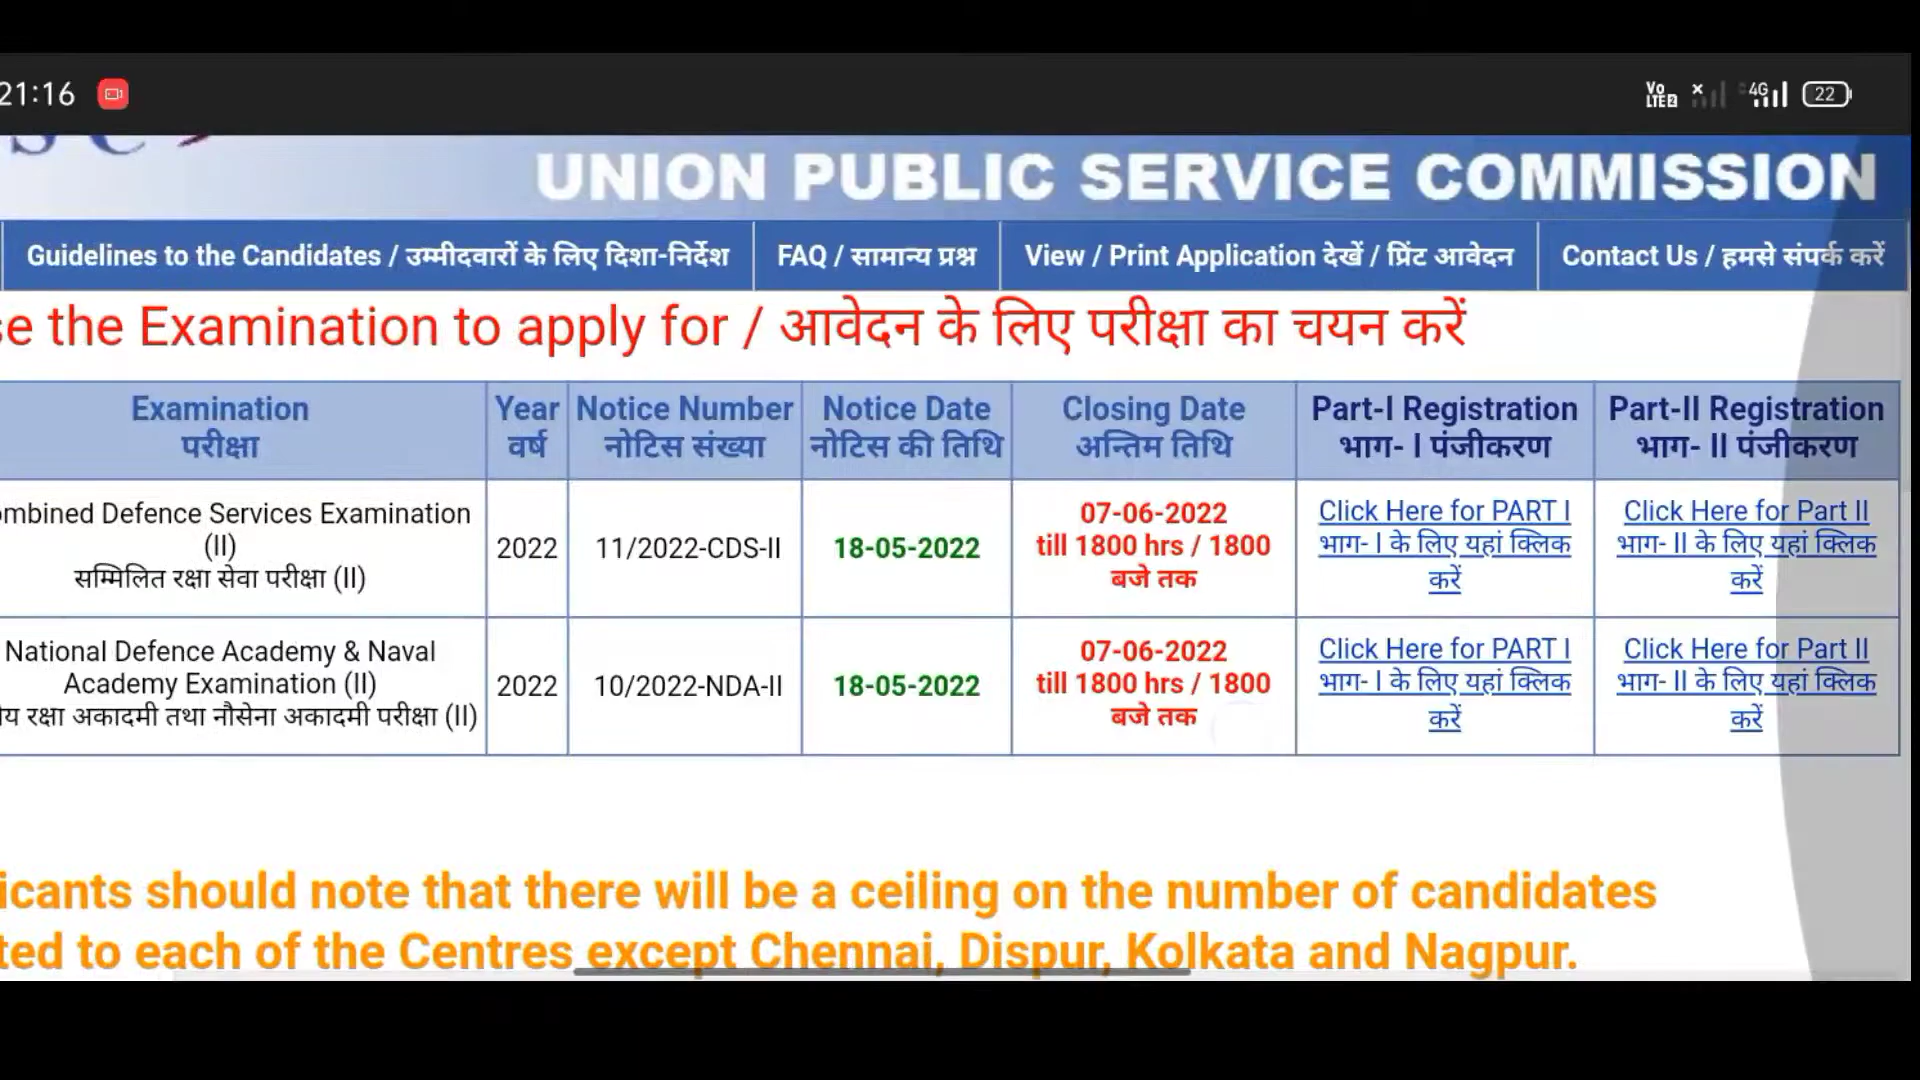 21:16
Vo LTE2 4G 22
UNION PUBLIC SERVICE COMMISSION
Guidelines to the Candidates / उम्मीदवारों के लिए दिशा-निर्देश FAQ / सामान्य प्रश्न View / Print Application देखें / प्रिंट आवेदन Contact Us / हमसे संपर्क करें
se the Examination to apply for / आवेदन के लिए परीक्षा का चयन करें
Examination Year Notice Number Notice Date Closing Date Part-I Registration Part-II Registration
परीक्षा वर्ष नोटिस संख्या नोटिस की तिथि अन्तिम तिथि भाग- I पंजीकरण भाग- II पंजीकरण
ombined Defence Services Examination
(II)
सम्मिलित रक्षा सेवा परीक्षा (II)
2022
11/2022-CDS-II
18-05-2022
07-06-2022
till 1800 hrs / 1800
बजे तक
Click Here for PART I
भाग- I के लिए यहां क्लिक
करें
Click Here for Part II
भाग- II के लिए यहां क्लिक
करें
National Defence Academy & Naval
Academy Examination (II)
य रक्षा अकादमी तथा नौसेना अकादमी परीक्षा (II)
2022
10/2022-NDA-II
18-05-2022
07-06-2022
till 1800 hrs / 1800
बजे तक
Click Here for PART I
भाग- I के लिए यहां क्लिक
करें
Click Here for Part II
भाग- II के लिए यहां क्लिक
करें
icants should note that there will be a ceiling on the number of candidates
ted to each of the Centres except Chennai, Dispur, Kolkata and Nagpur.